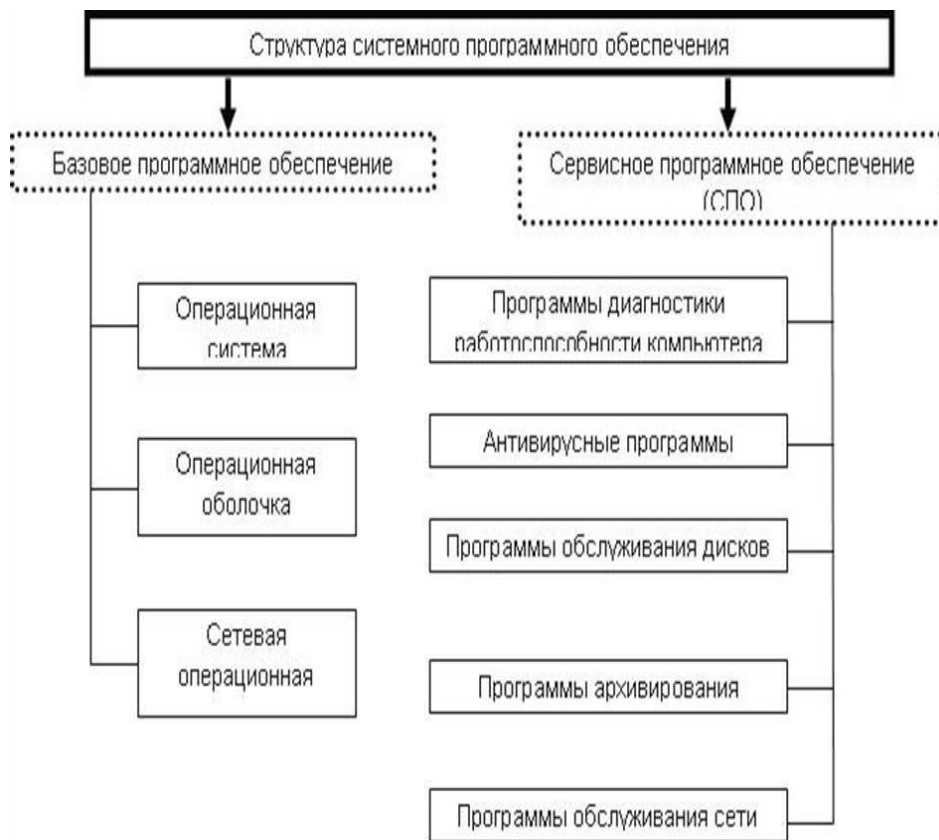 Структура системного программного обеспечения
Базовое программное обеспечение
Сервисное программное обеспечение
(СПО)
Операционная
система
Операционная
оболочка
Сетевая
операционная
Программы диагностики
работоспособности компьютера
Антивирусные программы
Программы обслуживания дисков
Программы архивирования
Программы обслуживания сети